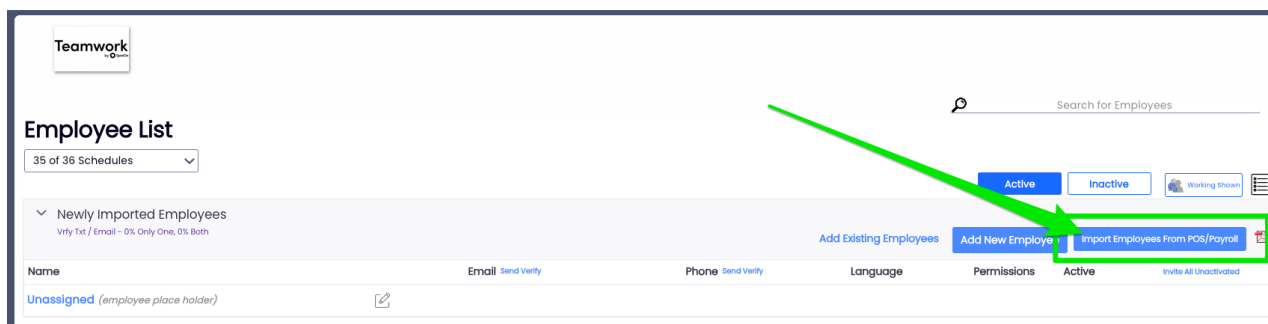 Teamwork
Search for Employees
Employee List
35 of 36 Schedules
Active Inactive Working Shown
Newly Imported Employees
Vrfy Txt / Email - 0% Only One, 0% Both
Add Existing Employees Add New Employee Import Employees From POS/Payroll
Name Email Send Verify Phone Send Verify Language Permissions Active Invite All Unactivated
Unassigned (employee place holder)